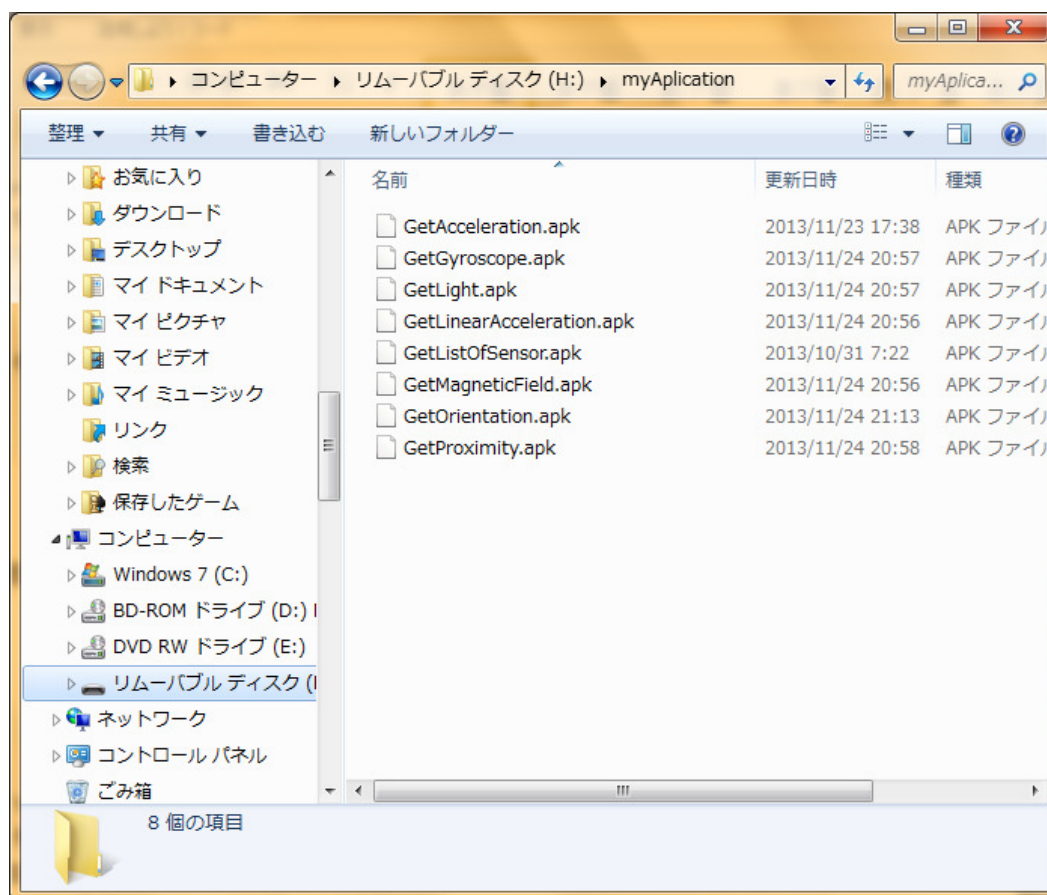 コンピューター リムーバブル ディスク (H:) myAplication myAplica...
整理 共有 書き込む 新しいフォルダー
お気に入り
ダウンロード
デスクトップ
マイ ドキュメント
マイ ピクチャ
マイ ビデオ
マイ ミュージック
リンク
検索
保存したゲーム
コンピューター
Windows 7 (C:)
BD-ROM ドライブ (D:)
DVD RW ドライブ (E:)
リムーバブル ディスク (
ネットワーク
コントロール パネル
ごみ箱
名前 更新日時 種類
GetAcceleration.apk 2013/11/23 17:38 APK ファイル
GetGyroscope.apk 2013/11/24 20:57 APK ファイル
GetLight.apk 2013/11/24 20:57 APK ファイル
GetLinearAcceleration.apk 2013/11/24 20:56 APK ファイル
GetListOfSensor.apk 2013/10/31 7:22 APK ファイル
GetMagneticField.apk 2013/11/24 20:56 APK ファイル
GetOrientation.apk 2013/11/24 21:13 APK ファイル
GetProximity.apk 2013/11/24 20:58 APK ファイル
8 個の項目